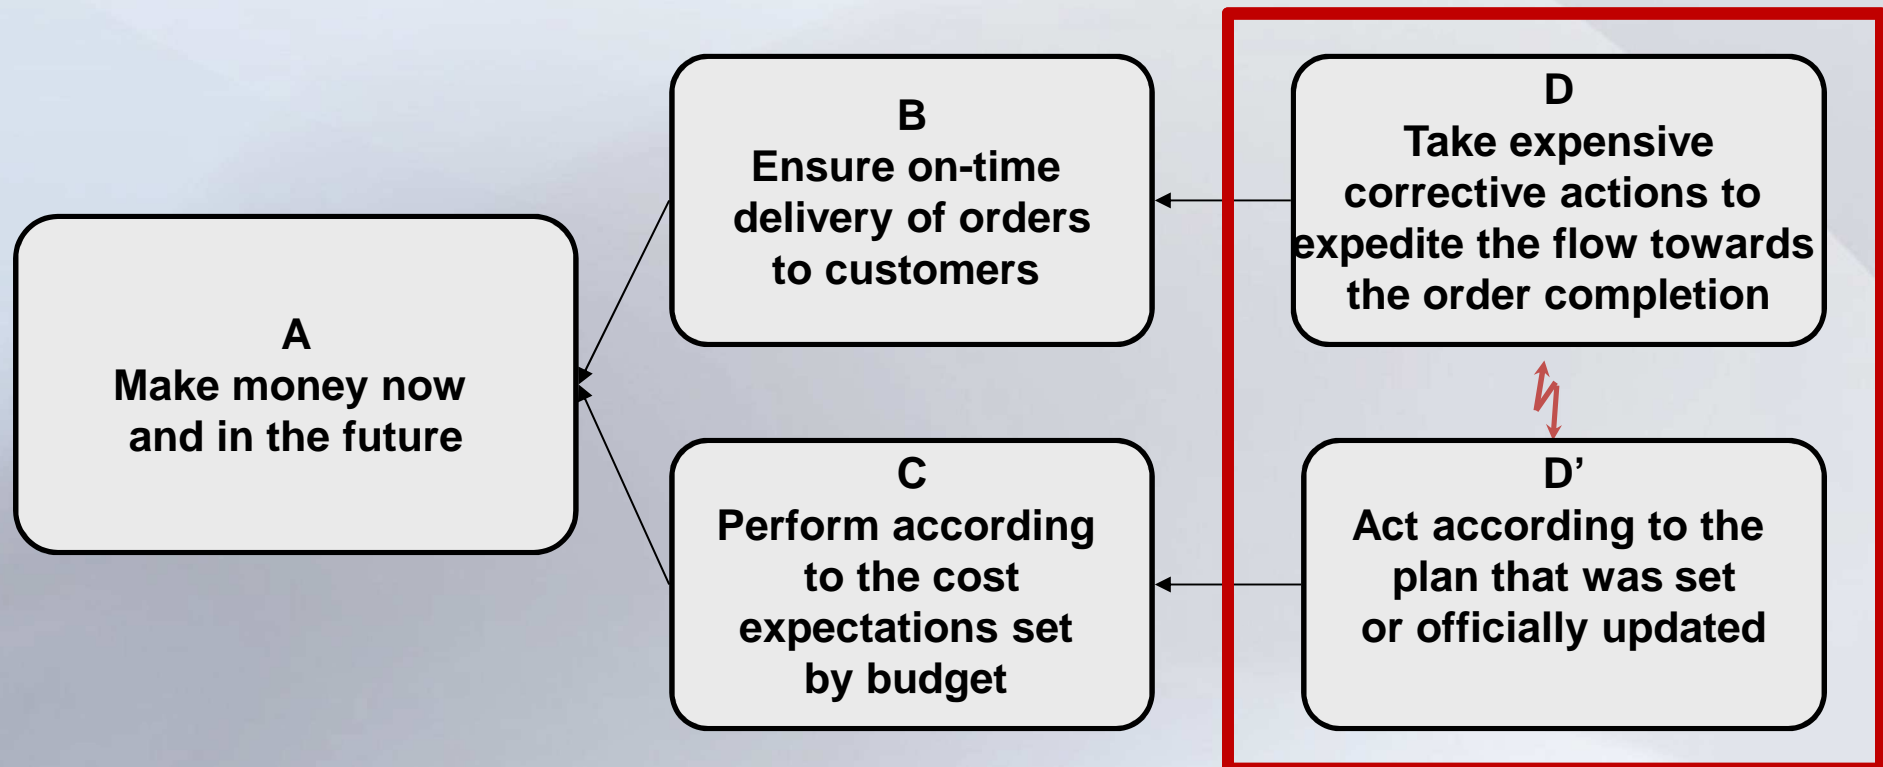 A
Make money now
and in the future
B
Ensure on-time
delivery of orders
to customers
C
Perform according
to the cost
expectations set
by budget
D
Take expensive
corrective actions to
expedite the flow towards
the order completion
D’
Act according to the
plan that was set
or officially updated